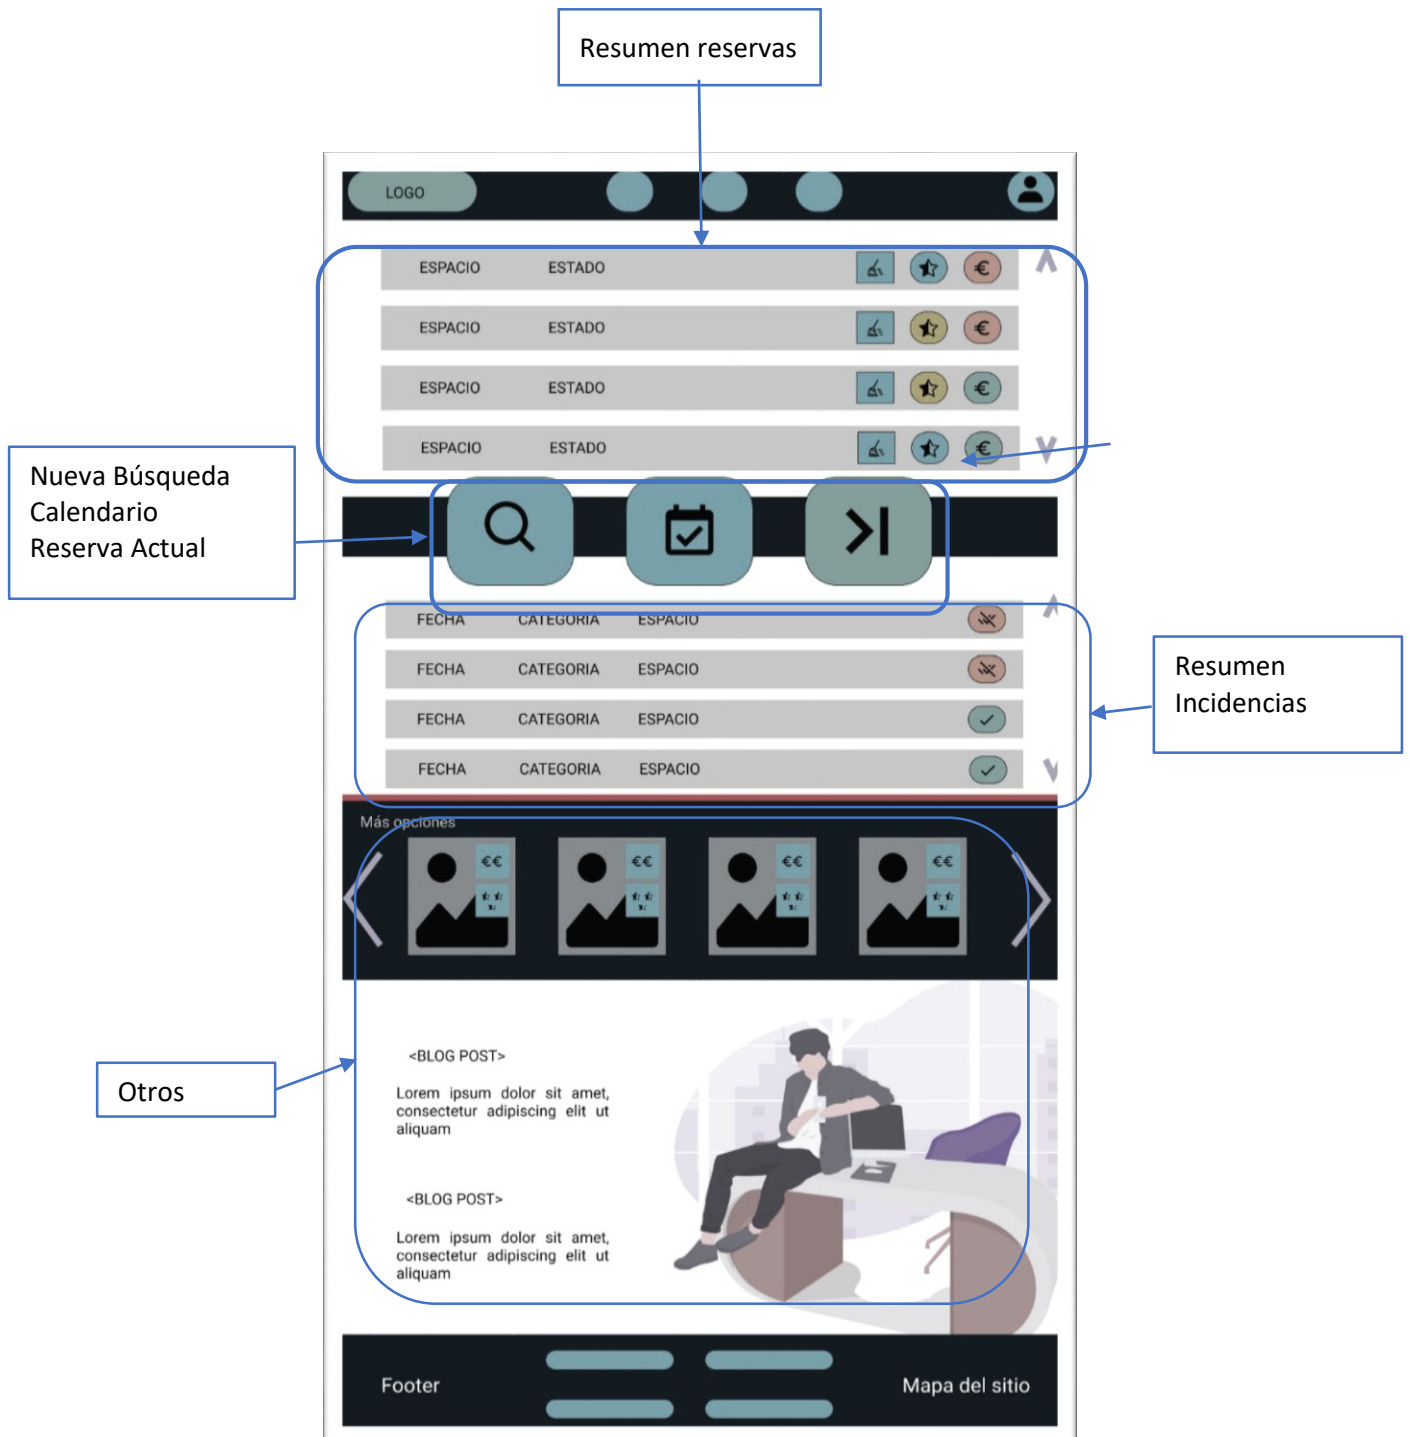 Resumen reservas
LOGO
ESPACIO ESTADO €
ESPACIO ESTADO €
ESPACIO ESTADO €
ESPACIO ESTADO €
Nueva Búsqueda
Calendario
Reserva Actual
FECHA CATEGORIA ESPACIO
FECHA CATEGORIA ESPACIO
FECHA CATEGORIA ESPACIO
FECHA CATEGORIA ESPACIO
Resumen
Incidencias
Más opciones
€€ €€ €€ €€
Otros
<BLOG POST>
Lorem ipsum dolor sit amet,
consectetur adipiscing elit ut
aliquam
<BLOG POST>
Lorem ipsum dolor sit amet,
consectetur adipiscing elit ut
aliquam
Footer
Mapa del sitio